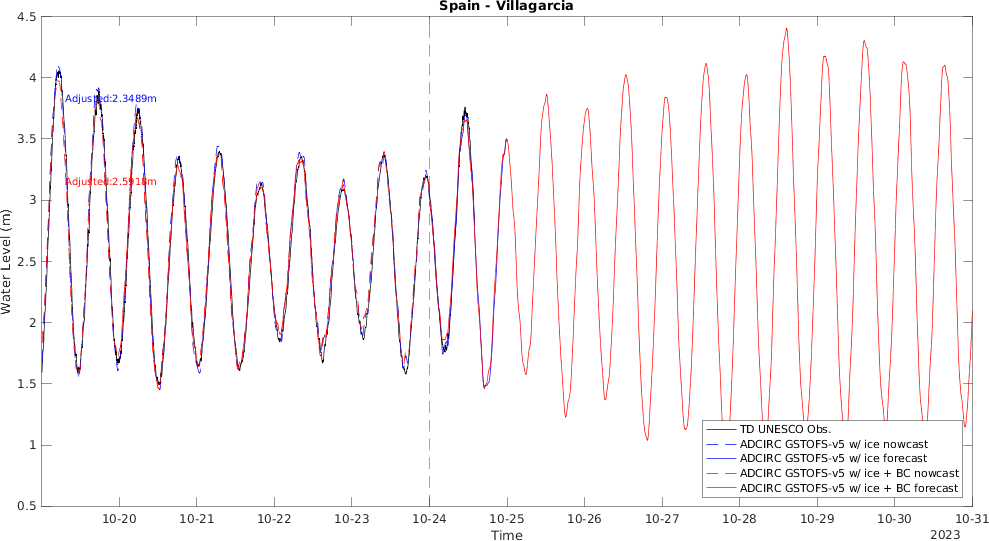 Spain - Villagarcia
4.5
4
3.5
3
2.5
2
1.5
1
0.5
Water Level (m)
Adjusted:2.3489m
Adjusted:2.5918m
TD UNESCO Obs.
ADCIRC GSTOFS-v5 w/ ice nowcast
ADCIRC GSTOFS-v5 w/ ice forecast
ADCIRC GSTOFS-v5 w/ ice + BC nowcast
ADCIRC GSTOFS-v5 w/ ice + BC forecast
10-20 10-21 10-22 10-23 10-24 10-25 10-26 10-27 10-28 10-29 10-30 10-31
Time
2023